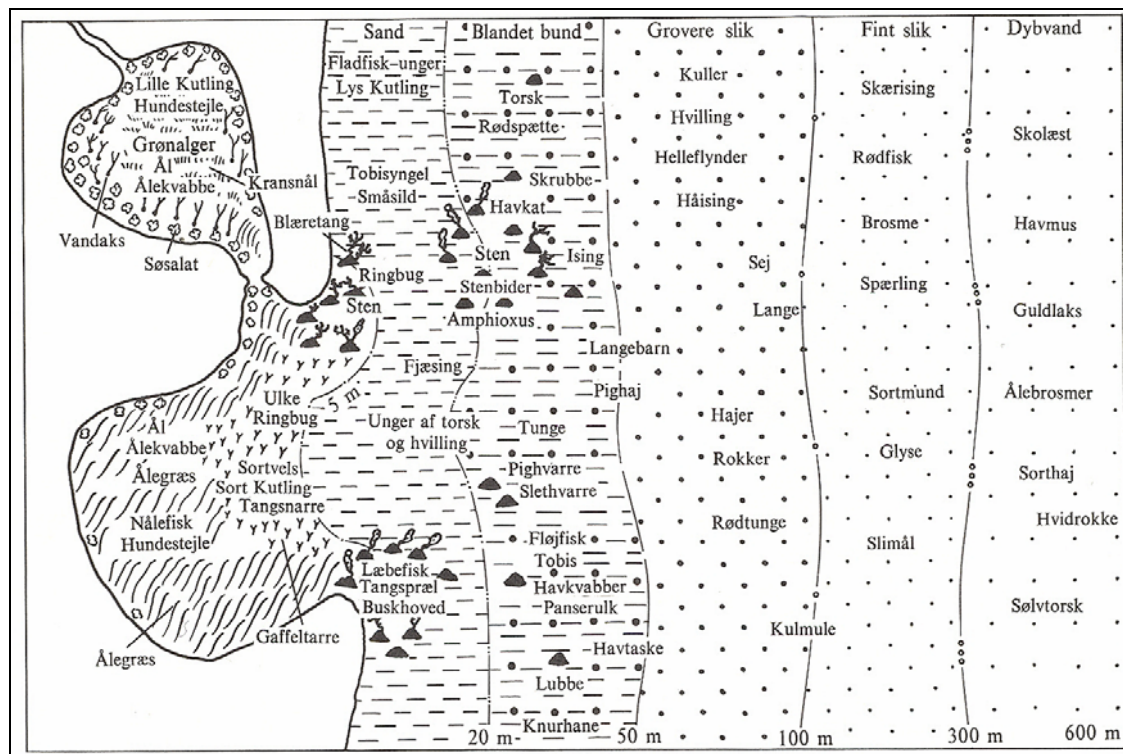 Lille Kutling
Hundestejle
Grønalger
Ål
Ålekvabbe
Kransnål
Vandaks
Søsalat
Blæretang
Ringbug
Sten
5 m
Ulke
Ringbug
Ål
Ålekvabbe
Ålegræs
Sortvels
Sort Kutling
Tangsnarre
Nålefisk
Hundestejle
Gaffeltarre
Ålegræs
Sand
Fladfisk-unger
Lys Kutling
Tobisyngel
Småsild
Fjæsing
Unger af torsk
og hvilling
Læbefisk
Tangspræl
Buskhoved
Blandet bund
Torsk
Rødspætte
Skrubbe
Havkat
Sten
Ising
Stenbider
Amphioxus
Langebarn
Pighaj
Tunge
Pighvarre
Slethvarre
Fløjfisk
Tobis
Havkvabber
Panserulk
Havtaske
Lubbe
Knurhane
Grovere slik
Kuller
Hvilling
Helleflynder
Håising
Sej
Lange
Hajer
Rokker
Rødtunge
Kulmule
Fint slik
Skærising
Rødfisk
Brosme
Spærling
Sortmund
Glyse
Slimål
Dybvand
Skolæst
Havmus
Guldlaks
Ålebrosmer
Sorthaj
Hvidrokke
Sølvtorsk
20 m
50 m
100 m
300 m
600 m